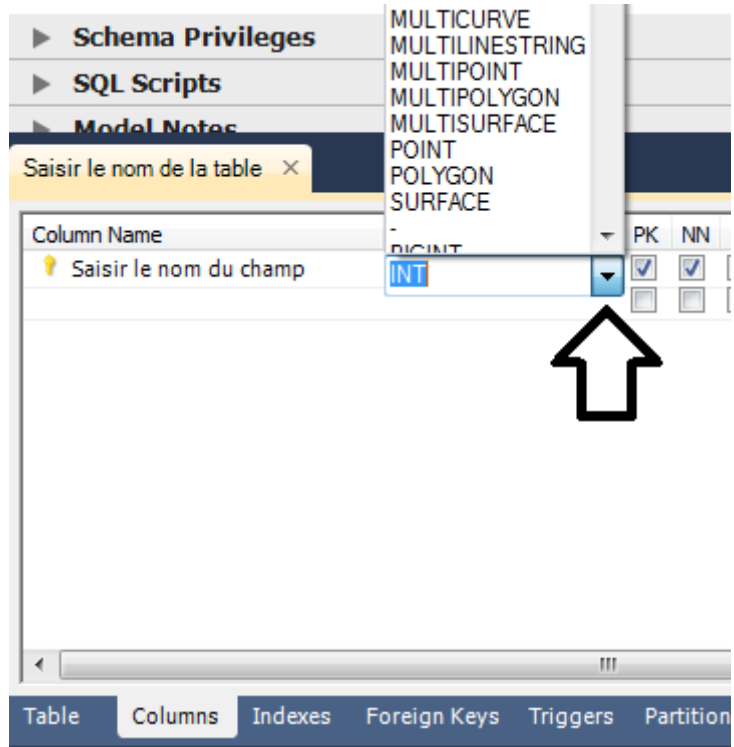 Schema Privileges
SQL Scripts
Model Notes
MULTICURVE
MULTILINESTRING
MULTIPOINT
MULTIPOLYGON
MULTISURFACE
POINT
POLYGON
SURFACE
-
BIGINT
Saisir le nom de la table ×
Column Name PK NN
Saisir le nom du champ INT
Table Columns Indexes Foreign Keys Triggers Partition